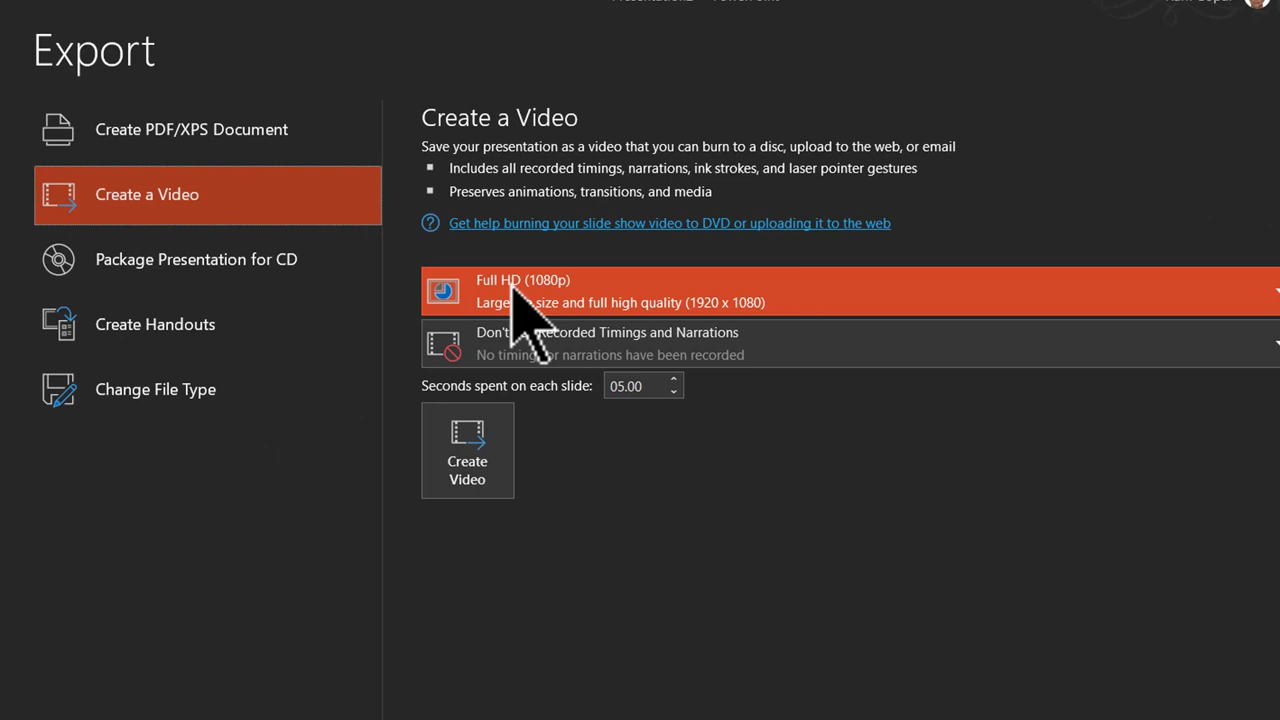 Export
Create PDF/XPS Document
Create a Video
Package Presentation for CD
Create Handouts
Change File Type
Create a Video
Save your presentation as a video that you can burn to a disc, upload to the web, or email
Includes all recorded timings, narrations, ink strokes, and laser pointer gestures
Preserves animations, transitions, and media
Get help burning your slide show video to DVD or uploading it to the web
Full HD (1080p)
Large size and full high quality (1920 x 1080)
Don't Recorded Timings and Narrations
No timings or narrations have been recorded
Seconds spent on each slide: 05.00
Create
Video